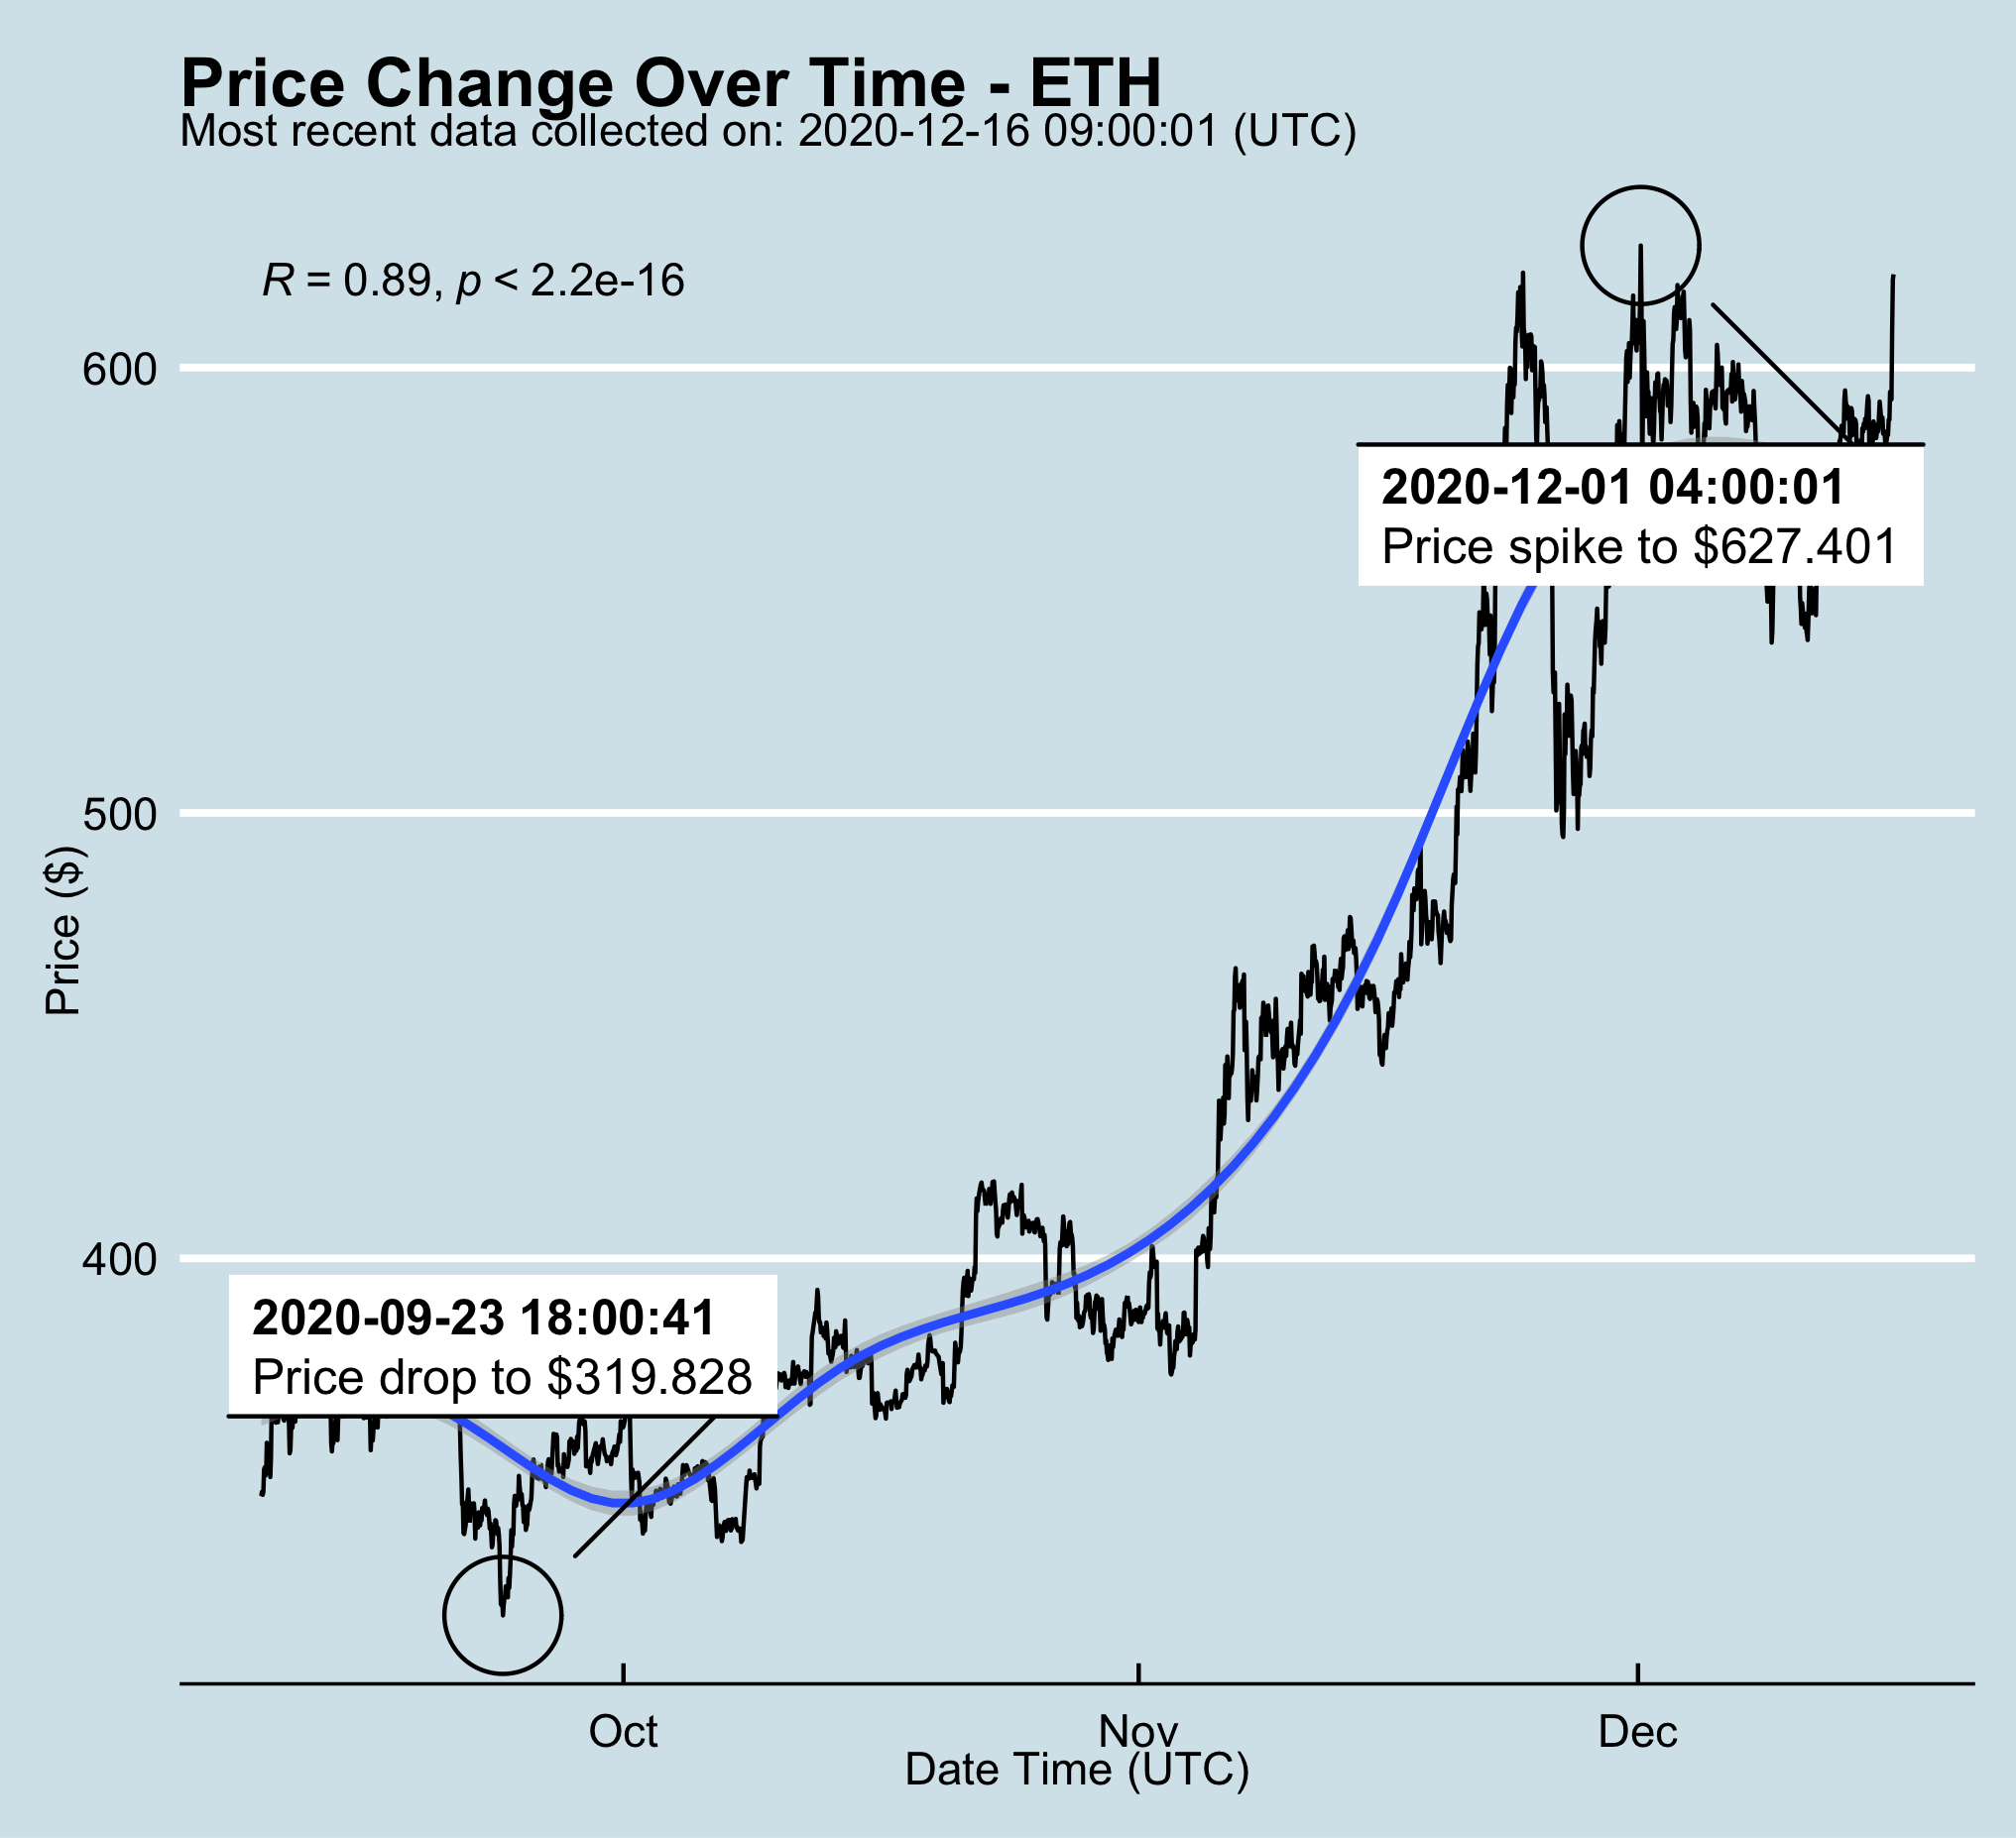 Price Change Over Time - ETH
Most recent data collected on: 2020-12-16 09:00:01 (UTC)
R = 0.89, p < 2.2e-16
600
2020-12-01 04:00:01
Price spike to $627.401
500
Price ($)
400
2020-09-23 18:00:41
Price drop to $319.828
Oct
Nov
Dec
Date Time (UTC)